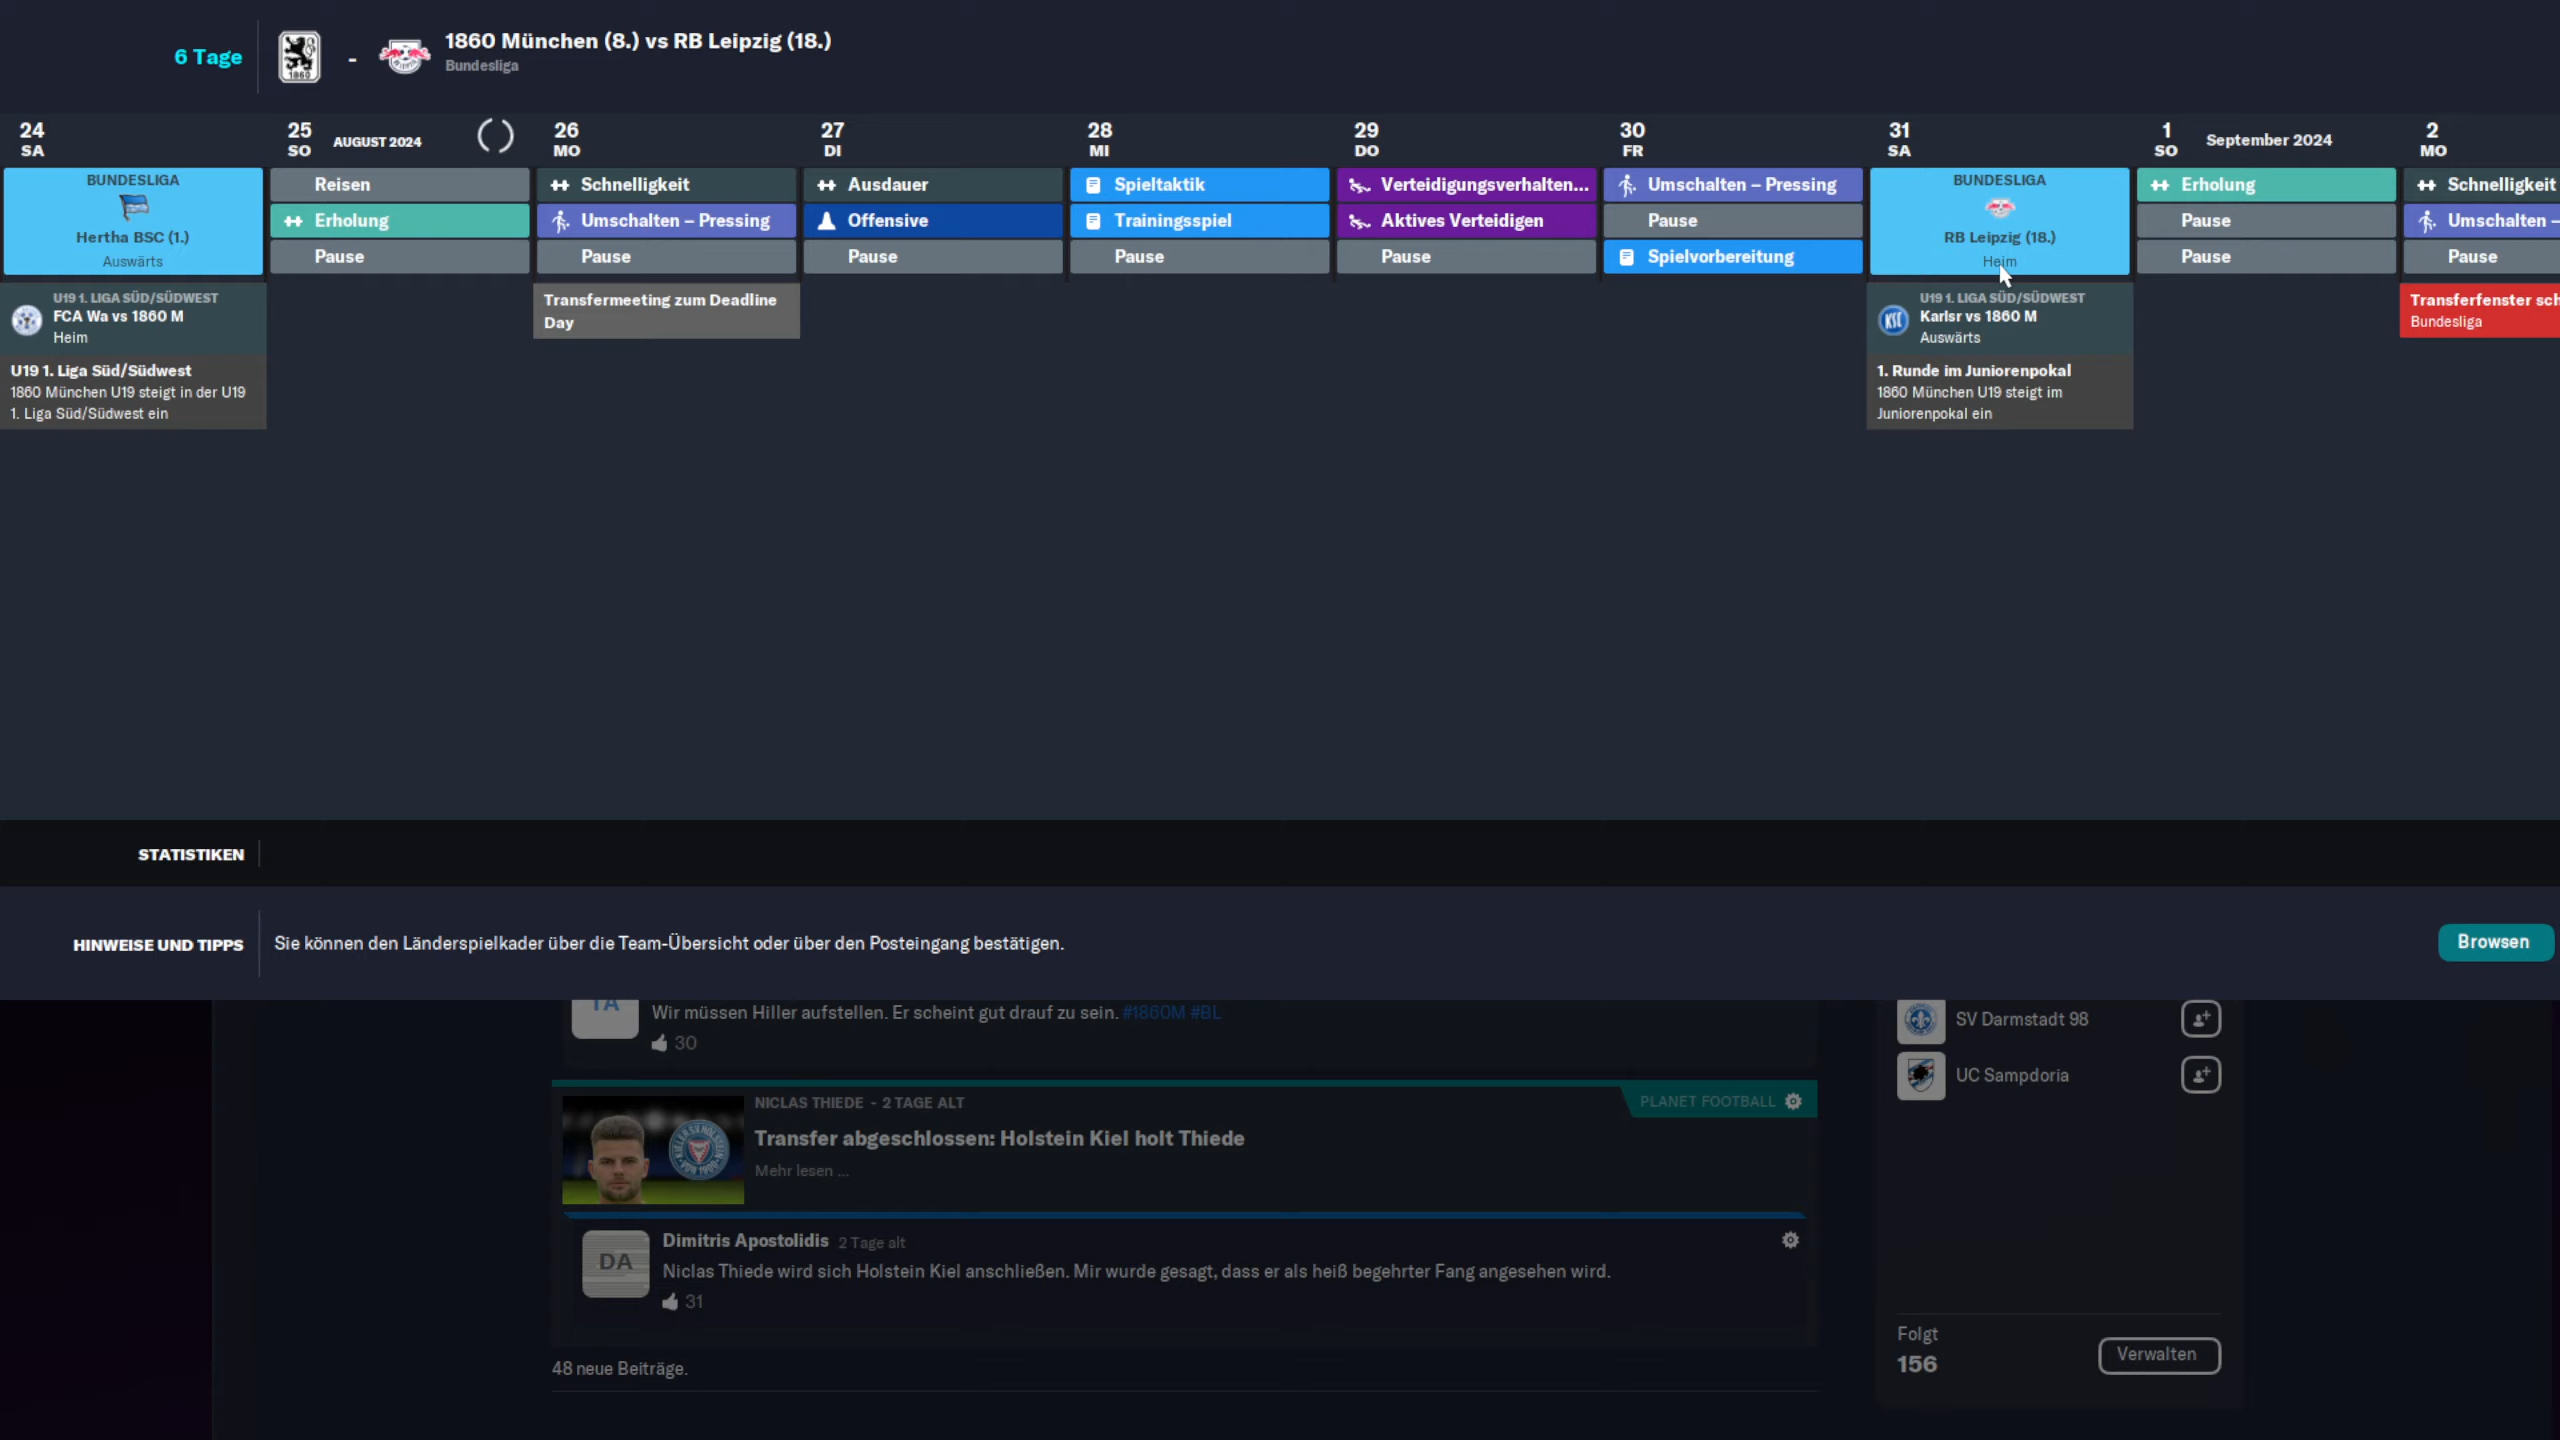 6 Tage
1860
-
1860 München (8.) vs RB Leipzig (18.)
Bundesliga
24
SA
25
SO
AUGUST 2024
26
MO
27
DI
28
MI
29
DO
30
FR
31
SA
1
SO
September 2024
2
MO
BUNDESLIGA
Hertha BSC (1.)
Auswärts
U19 1. LIGA SÜD/SÜDWEST
FCA Wa vs 1860 M
Heim
U19 1. Liga Süd/Südwest
1860 München U19 steigt in der U19
1. Liga Süd/Südwest ein
Reisen
Erholung
Pause
Schnelligkeit
Umschalten – Pressing
Pause
Transfermeeting zum Deadline
Day
Ausdauer
Offensive
Pause
Spieltaktik
Trainingsspiel
Pause
Verteidigungsverhalten...
Aktives Verteidigen
Pause
Umschalten – Pressing
Pause
Spielvorbereitung
BUNDESLIGA
RB Leipzig (18.)
Heim
KSC
U19 1. LIGA SÜD/SÜDWEST
Karlsr vs 1860 M
Auswärts
1. Runde im Juniorenpokal
1860 München U19 steigt im
Juniorenpokal ein
Erholung
Pause
Pause
Schnelligkeit
Umschalten –
Pause
Transferfenster sch
Bundesliga
STATISTIKEN
HINWEISE UND TIPPS
Sie können den Länderspielkader über die Team-Übersicht oder über den Posteingang bestätigen.
Browsen
TA
Wir müssen Hiller aufstellen. Er scheint gut drauf zu sein. #1860M #BL
30
NICLAS THIEDE - 2 TAGE ALT
PLANET FOOTBALL
Transfer abgeschlossen: Holstein Kiel holt Thiede
Mehr lesen ...
DA
Dimitris Apostolidis 2 Tage alt
Niclas Thiede wird sich Holstein Kiel anschließen. Mir wurde gesagt, dass er als heiß begehrter Fang angesehen wird.
31
48 neue Beiträge.
SV Darmstadt 98
UC Sampdoria
Folgt
156
Verwalten